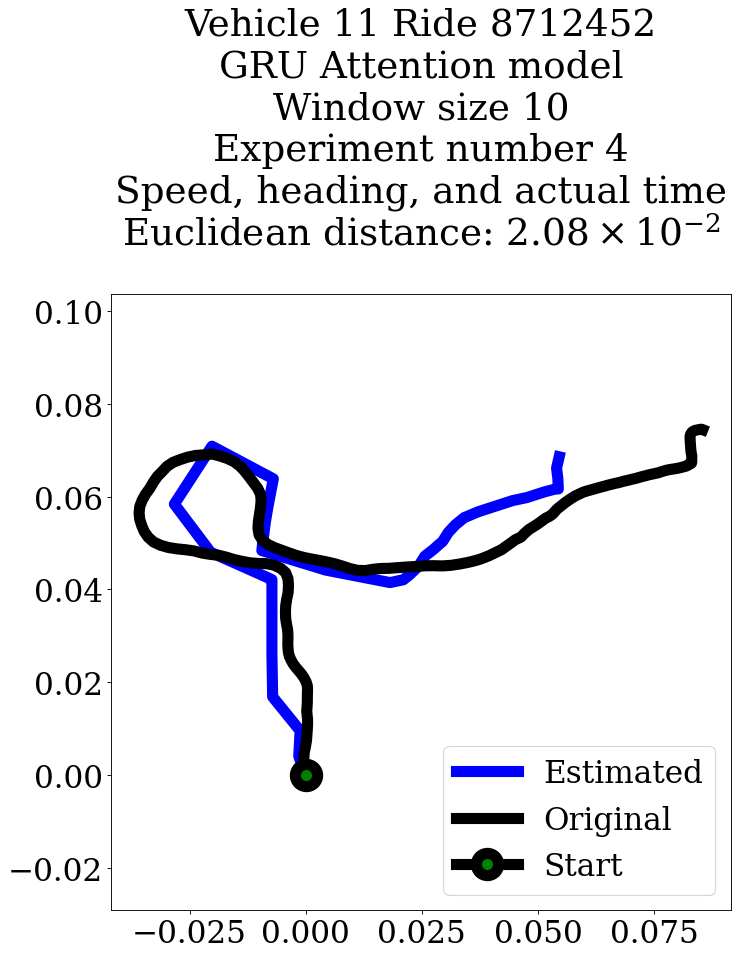 Vehicle 11 Ride 8712452
GRU Attention model
Window size 10
Experiment number 4
Speed, heading, and actual time
Euclidean distance: 2.08 × 10⁻²
0.10
0.08
0.06
0.04
0.02
0.00
−0.02
−0.025 0.000 0.025 0.050 0.075
Estimated
Original
Start